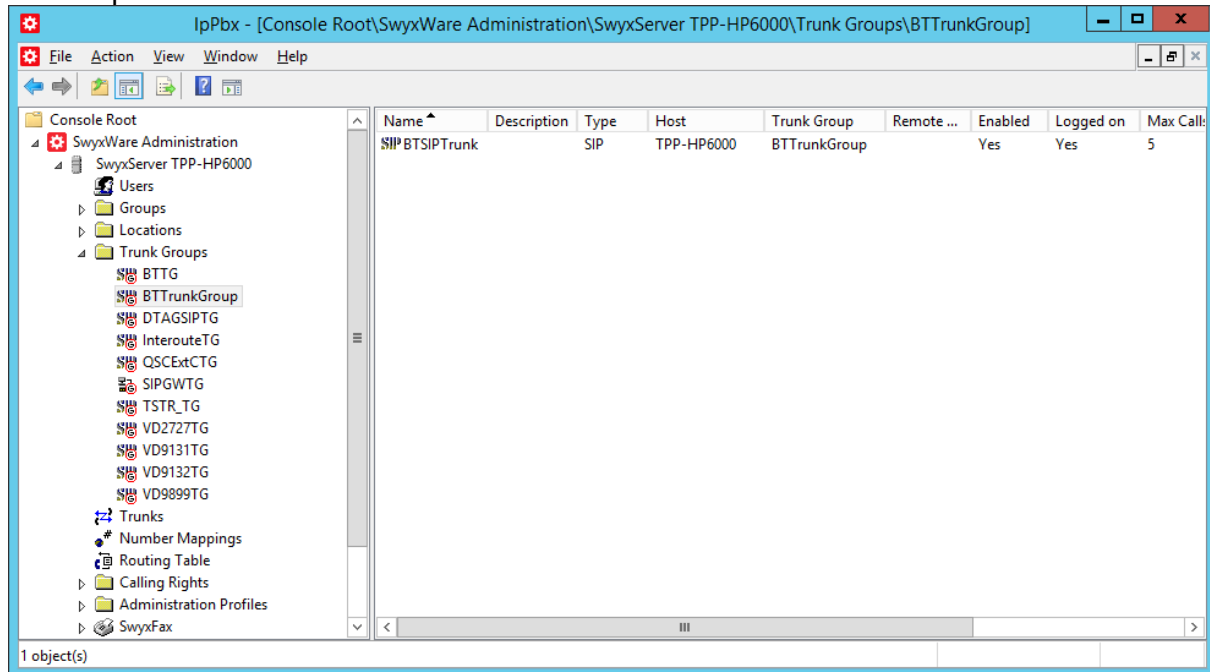 IpPbx - [Console Root\SwyxWare Administration\SwyxServer TPP-HP6000\Trunk Groups\BTTrunkGroup]
File Action View Window Help
Console Root
SwyxWare Administration
SwyxServer TPP-HP6000
Users
Groups
Locations
Trunk Groups
BTTG
BTTrunkGroup
DTAGSIPTG
InterouteTG
QSCExtCTG
SIPGWTG
TSTR_TG
VD2727TG
VD9131TG
VD9132TG
VD9899TG
Trunks
Number Mappings
Routing Table
Calling Rights
Administration Profiles
SwyxFax
Name Description Type Host Trunk Group Remote ... Enabled Logged on Max Calls
BTSIPTrunk SIP TPP-HP6000 BTTrunkGroup Yes Yes 5
1 object(s)